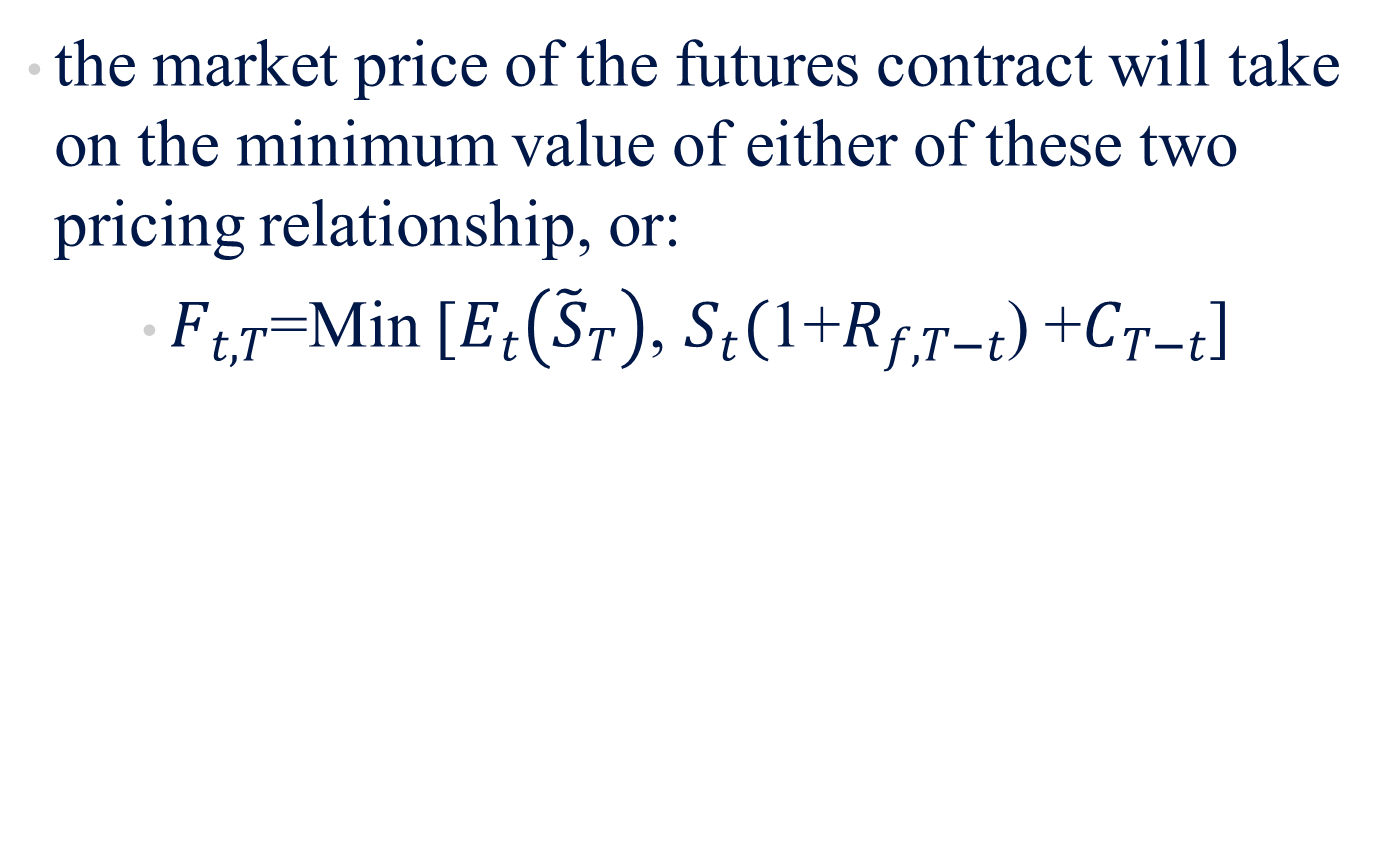 • the market price of the futures contract will take
on the minimum value of either of these two
pricing relationship, or:
• F_{t,T}=Min [E_t(S̃_T), S_t(1+R_{f,T−t}) +C_{T−t}]